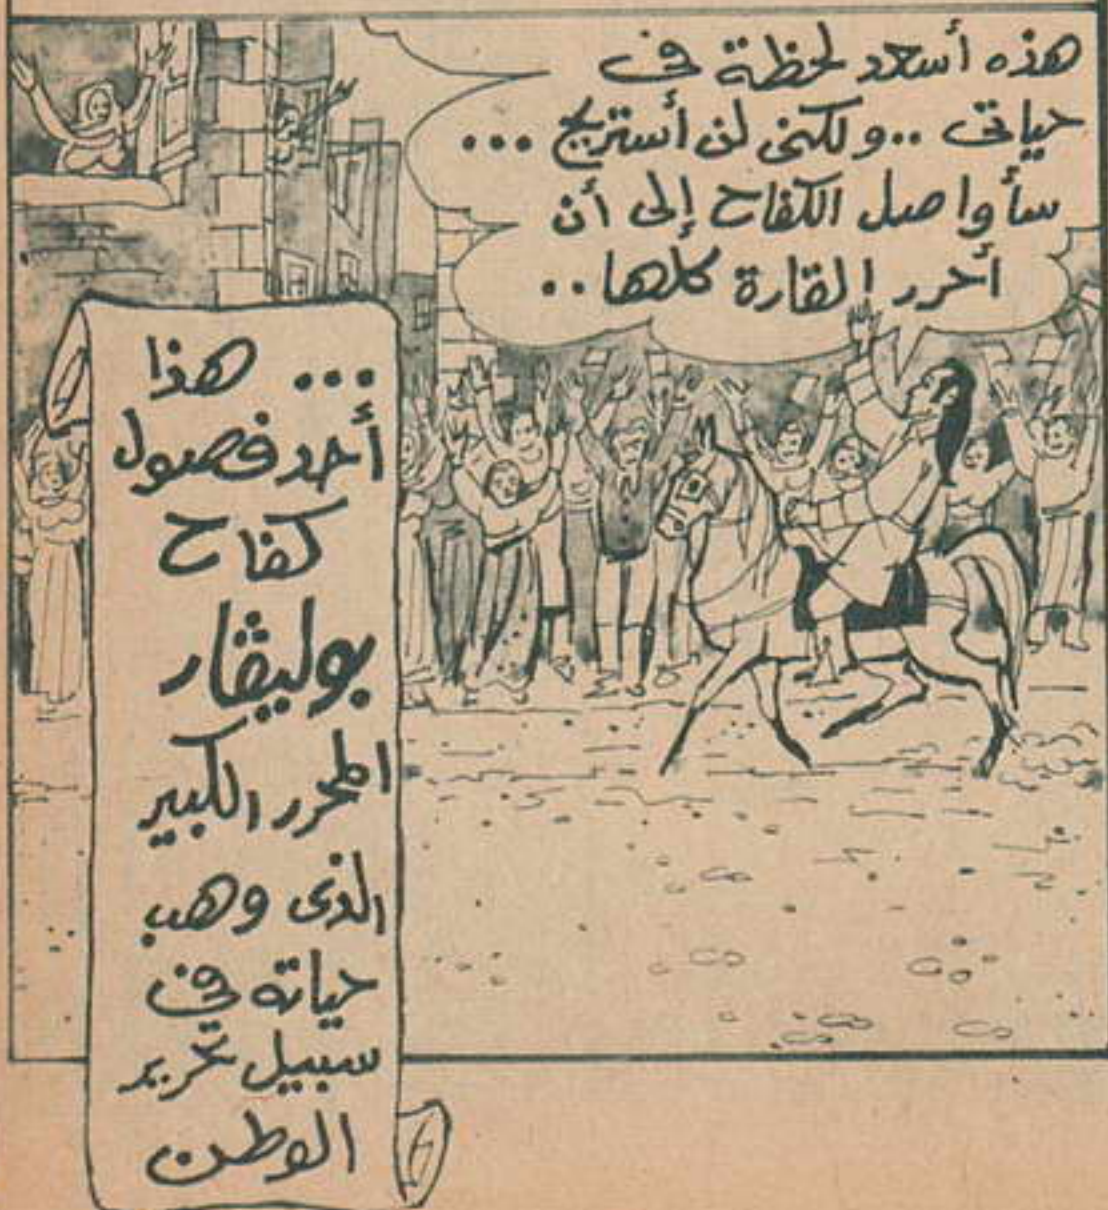 هذه أسعد لحظة فى
حياتى .. ولكنى لن أستريح ...
سأواصل الكفاح إلى أن
أحرر القارة كلها ..
... هذا
أحد فصول
كفاح
بوليڤار
المحرر الكبير
الذى وهب
حياته فى
سبيل تحرير
الوطن